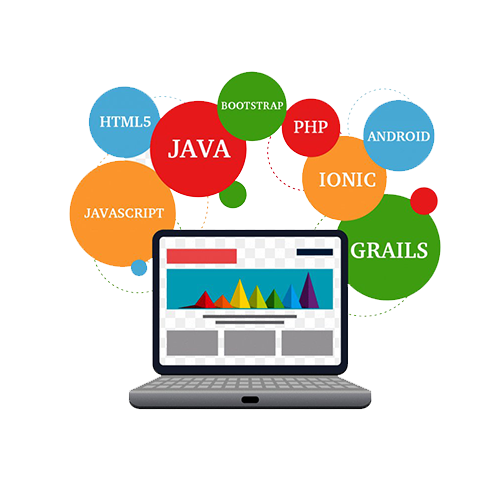 HTML5
JAVA
BOOTSTRAP
PHP
ANDROID
JAVASCRIPT
IONIC
GRAILS